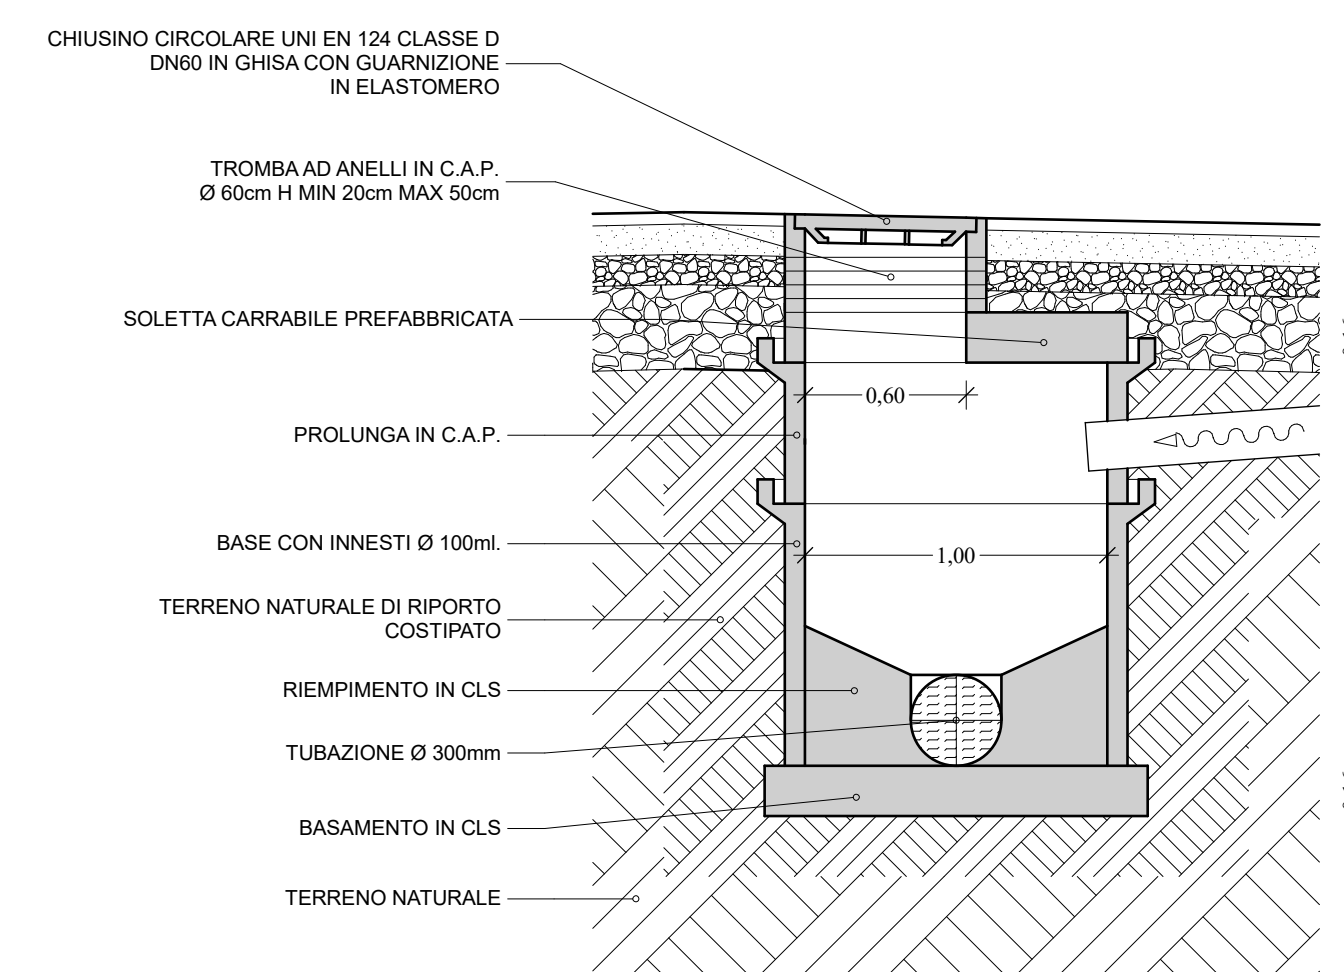 CHIUSINO CIRCOLARE UNI EN 124 CLASSE D
DN60 IN GHISA CON GUARNIZIONE
IN ELASTOMERO
TROMBA AD ANELLI IN C.A.P.
Ø 60cm H MIN 20cm MAX 50cm
SOLETTA CARRABILE PREFABBRICATA
0,60
PROLUNGA IN C.A.P.
BASE CON INNESTI Ø 100ml.
1,00
TERRENO NATURALE DI RIPORTO
COSTIPATO
RIEMPIMENTO IN CLS
TUBAZIONE Ø 300mm
BASAMENTO IN CLS
TERRENO NATURALE